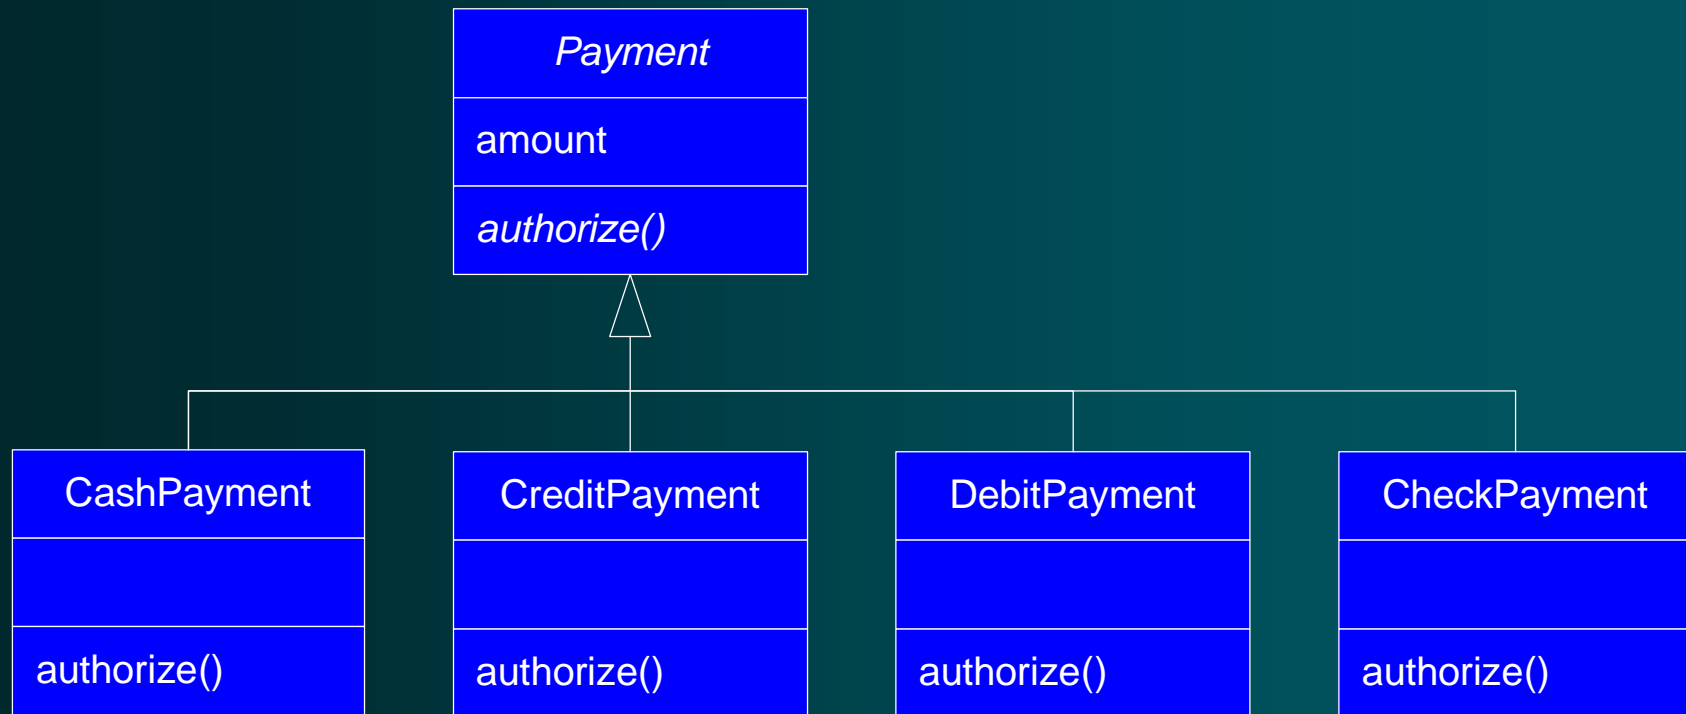 Payment
amount
authorize()
CashPayment
CreditPayment
DebitPayment
CheckPayment
authorize()
authorize()
authorize()
authorize()